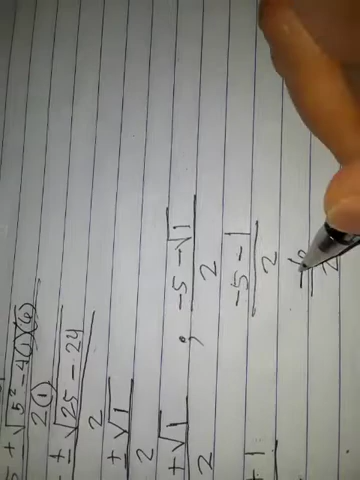 ± √5² - 4(1)(6)
2(1)
± √25 - 24
2
± √1
2
+ √1 ; -5 - √1
2 2
+ 1 -5 - 1
2
-6
2